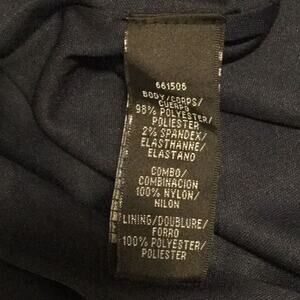 661506
BODY/CORPS/
CUERPO
98% POLYESTER/
POLIESTER
2% SPANDEX/
ELASTHANNE/
ELASTANO
COMBO/
COMBINACION
100% NYLON/
NILON
LINING/DOUBLURE/
FORRO
100% POLYESTER/
POLIESTER